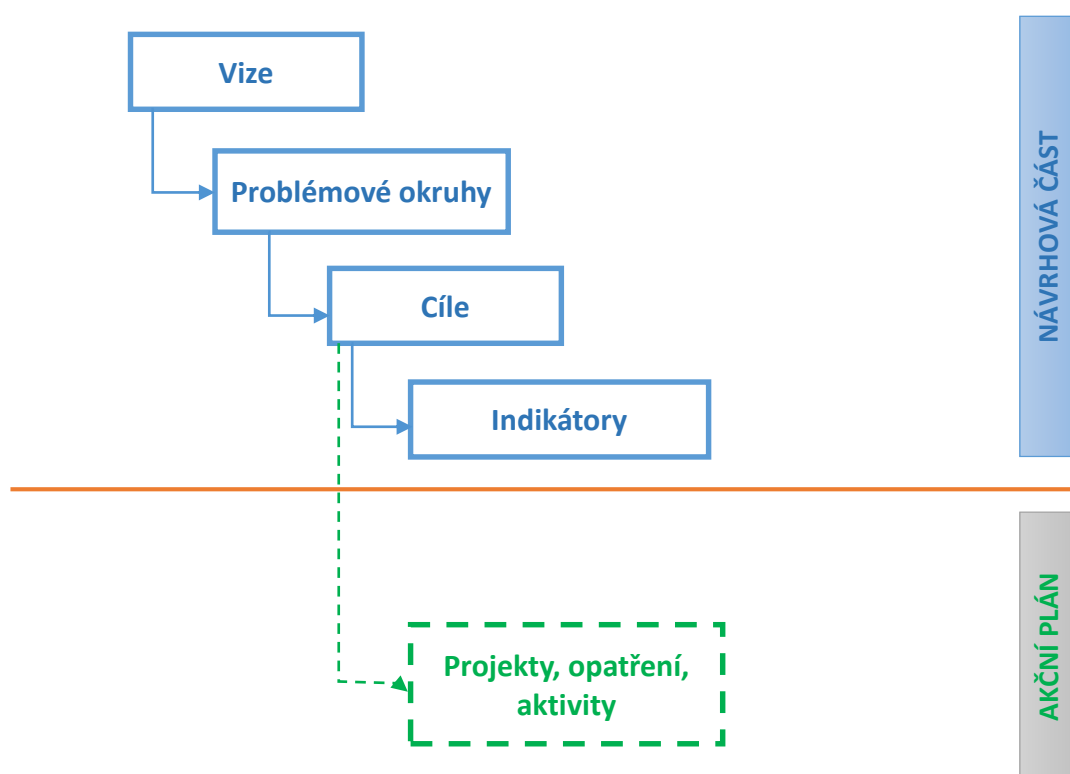 Vize
Problémové okruhy
Cíle
Indikátory
NÁVRHOVÁ ČÁST
Projekty, opatření,
aktivity
AKČNÍ PLÁN